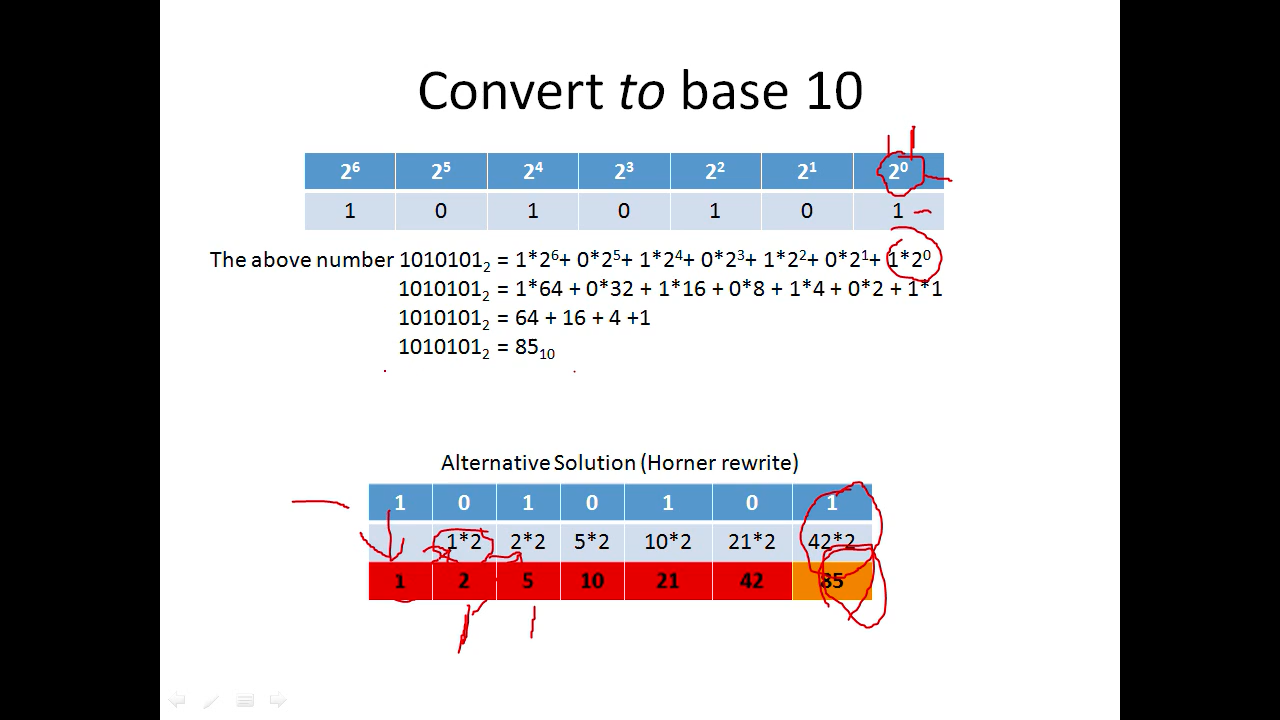 Convert to base 10
2⁶ 2⁵ 2⁴ 2³ 2² 2¹ 2⁰
1 0 1 0 1 0 1
The above number 1010101₂ = 1*2⁶+ 0*2⁵+ 1*2⁴+ 0*2³+ 1*2²+ 0*2¹+ 1*2⁰
1010101₂ = 1*64 + 0*32 + 1*16 + 0*8 + 1*4 + 0*2 + 1*1
1010101₂ = 64 + 16 + 4 +1
1010101₂ = 85₁₀
Alternative Solution (Horner rewrite)
1 0 1 0 1 0 1
1*2 2*2 5*2 10*2 21*2 42*2
1 2 5 10 21 42 85